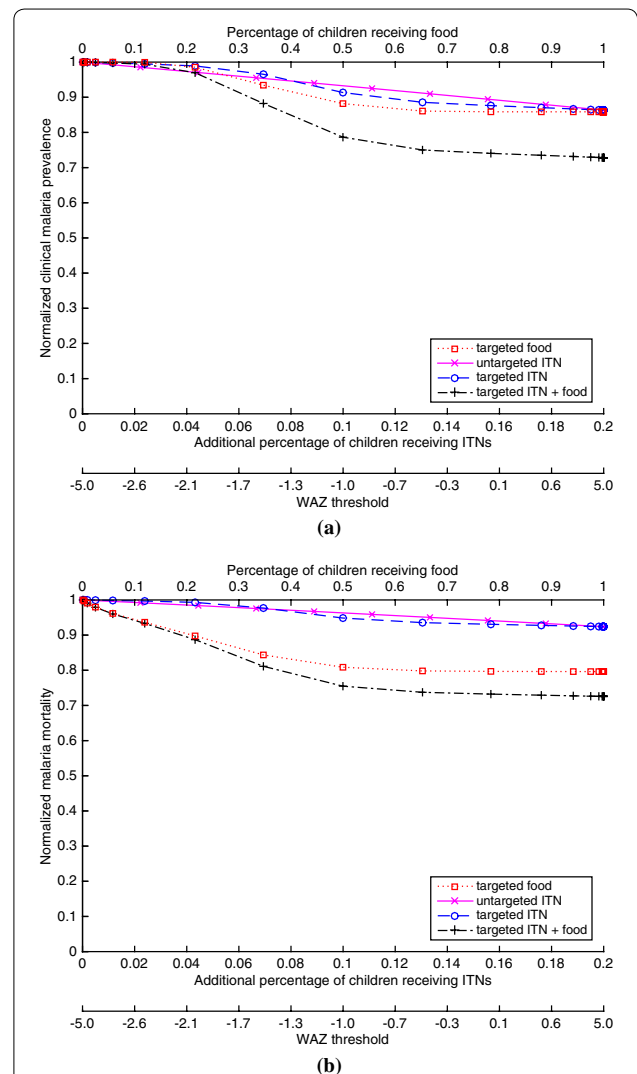 Percentage of children receiving food
0 0.1 0.2 0.3 0.4 0.5 0.6 0.7 0.8 0.9 1
1
0.9
0.8
0.7
0.6
0.5
0.4
0.3
0.2
0.1
0
Normalized clinical malaria prevalence
targeted food
untargeted ITN
targeted ITN
targeted ITN + food
0 0.02 0.04 0.06 0.08 0.1 0.12 0.14 0.16 0.18 0.2
Additional percentage of children receiving ITNs
-5.0 -2.6 -2.1 -1.7 -1.3 -1.0 -0.7 -0.3 0.1 0.6 5.0
WAZ threshold
(a)
Percentage of children receiving food
0 0.1 0.2 0.3 0.4 0.5 0.6 0.7 0.8 0.9 1
1
0.9
0.8
0.7
0.6
0.5
0.4
0.3
0.2
0.1
0
Normalized malaria mortality
targeted food
untargeted ITN
targeted ITN
targeted ITN + food
0 0.02 0.04 0.06 0.08 0.1 0.12 0.14 0.16 0.18 0.2
Additional percentage of children receiving ITNs
-5.0 -2.6 -2.1 -1.7 -1.3 -1.0 -0.7 -0.3 0.1 0.6 5.0
WAZ threshold
(b)